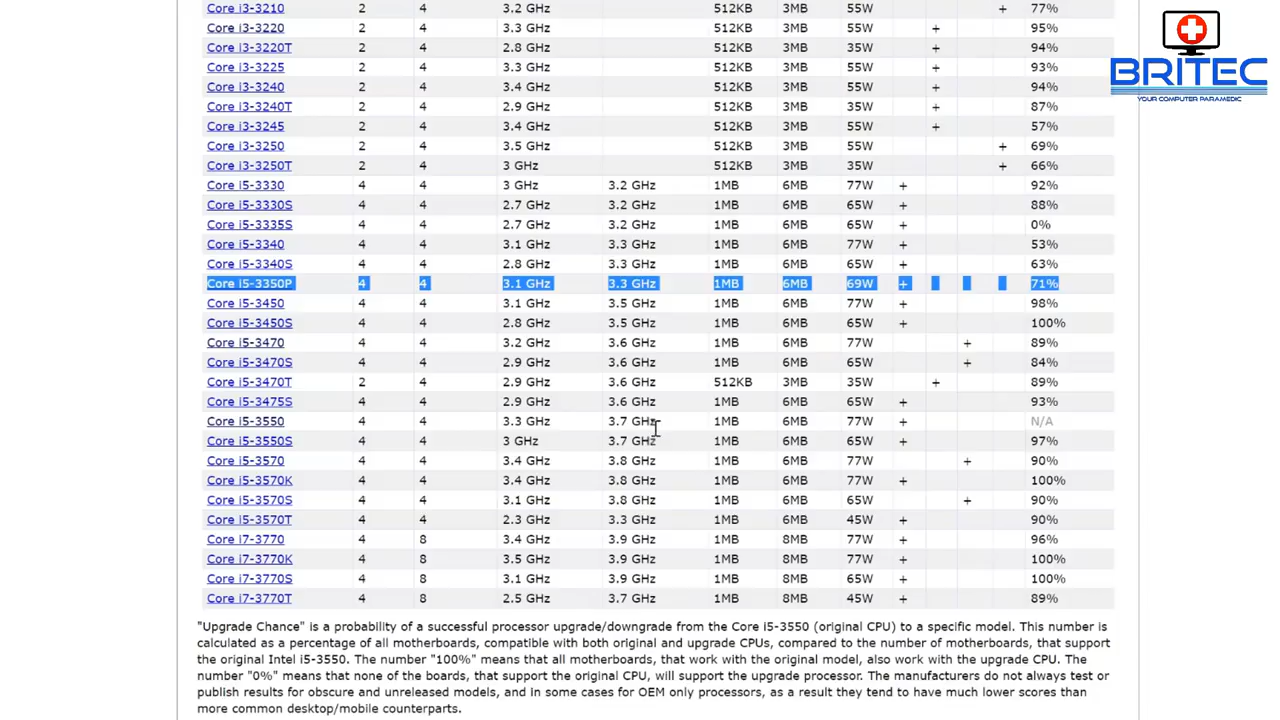 Core i3-3210 2 4 3.2 GHz 512KB 3MB 55W + 77%
Core i3-3220 2 4 3.3 GHz 512KB 3MB 55W + 95%
Core i3-3220T 2 4 2.8 GHz 512KB 3MB 35W + 94%
Core i3-3225 2 4 3.3 GHz 512KB 3MB 55W + 93%
Core i3-3240 2 4 3.4 GHz 512KB 3MB 55W + 94%
Core i3-3240T 2 4 2.9 GHz 512KB 3MB 35W + 87%
Core i3-3245 2 4 3.4 GHz 512KB 3MB 55W + 57%
Core i3-3250 2 4 3.5 GHz 512KB 3MB 55W + 69%
Core i3-3250T 2 4 3 GHz 512KB 3MB 35W + 66%
Core i5-3330 4 4 3 GHz 3.2 GHz 1MB 6MB 77W + 92%
Core i5-3330S 4 4 2.7 GHz 3.2 GHz 1MB 6MB 65W + 88%
Core i5-3335S 4 4 2.7 GHz 3.2 GHz 1MB 6MB 65W + 0%
Core i5-3340 4 4 3.1 GHz 3.3 GHz 1MB 6MB 77W + 53%
Core i5-3340S 4 4 2.8 GHz 3.3 GHz 1MB 6MB 65W + 63%
Core i5-3350P 4 4 3.1 GHz 3.3 GHz 1MB 6MB 69W + 71%
Core i5-3450 4 4 3.1 GHz 3.5 GHz 1MB 6MB 77W + 98%
Core i5-3450S 4 4 2.8 GHz 3.5 GHz 1MB 6MB 65W + 100%
Core i5-3470 4 4 3.2 GHz 3.6 GHz 1MB 6MB 77W + 89%
Core i5-3470S 4 4 2.9 GHz 3.6 GHz 1MB 6MB 65W + 84%
Core i5-3470T 2 4 2.9 GHz 3.6 GHz 512KB 3MB 35W + 89%
Core i5-3475S 4 4 2.9 GHz 3.6 GHz 1MB 6MB 65W + 93%
Core i5-3550 4 4 3.3 GHz 3.7 GHz 1MB 6MB 77W + N/A
Core i5-3550S 4 4 3 GHz 3.7 GHz 1MB 6MB 65W + 97%
Core i5-3570 4 4 3.4 GHz 3.8 GHz 1MB 6MB 77W + 90%
Core i5-3570K 4 4 3.4 GHz 3.8 GHz 1MB 6MB 77W + 100%
Core i5-3570S 4 4 3.1 GHz 3.8 GHz 1MB 6MB 65W + 90%
Core i5-3570T 4 4 2.3 GHz 3.3 GHz 1MB 6MB 45W + 90%
Core i7-3770 4 8 3.4 GHz 3.9 GHz 1MB 8MB 77W + 96%
Core i7-3770K 4 8 3.5 GHz 3.9 GHz 1MB 8MB 77W + 100%
Core i7-3770S 4 8 3.1 GHz 3.9 GHz 1MB 8MB 65W + 100%
Core i7-3770T 4 8 2.5 GHz 3.7 GHz 1MB 8MB 45W + 89%
"Upgrade Chance" is a probability of a successful processor upgrade/downgrade from the Core i5-3550 (original CPU) to a specific model. This number is
calculated as a percentage of all motherboards, compatible with both original and upgrade CPUs, compared to the number of motherboards, that support
the original Intel i5-3550. The number "100%" means that all motherboards, that work with the original model, also work with the upgrade CPU. The
number "0%" means that none of the boards, that support the original CPU, will support the upgrade processor. The manufacturers do not always test or
publish results for obscure and unreleased models, and in some cases for OEM only processors, as a result they tend to have much lower scores than
more common desktop/mobile counterparts.
BRITEC
YOUR COMPUTER PARAMEDIC